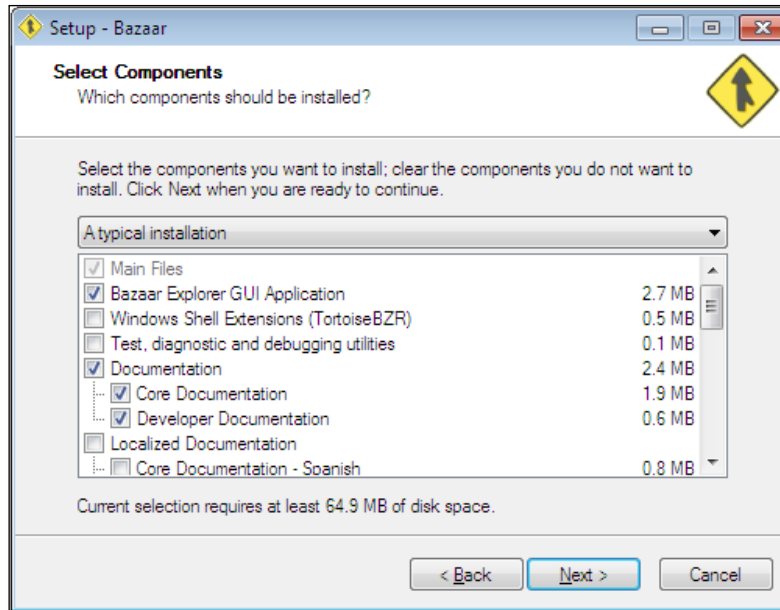 Setup - Bazaar
Select Components
Which components should be installed?
Select the components you want to install; clear the components you do not want to
install. Click Next when you are ready to continue.
A typical installation
Main Files
Bazaar Explorer GUI Application 2.7 MB
Windows Shell Extensions (TortoiseBZR) 0.5 MB
Test, diagnostic and debugging utilities 0.1 MB
Documentation 2.4 MB
Core Documentation 1.9 MB
Developer Documentation 0.6 MB
Localized Documentation
Core Documentation - Spanish 0.8 MB
Current selection requires at least 64.9 MB of disk space.
< Back Next > Cancel